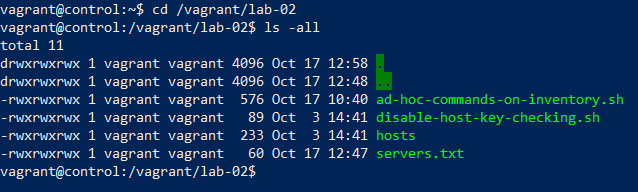 vagrant@control:~$ cd /vagrant/lab-02
vagrant@control:/vagrant/lab-02$ ls -all
total 11
drwxrwxrwx 1 vagrant vagrant 4096 Oct 17 12:58 .
drwxrwxrwx 1 vagrant vagrant 4096 Oct 17 12:48 ..
-rwxrwxrwx 1 vagrant vagrant  576 Oct 17 10:40 ad-hoc-commands-on-inventory.sh
-rwxrwxrwx 1 vagrant vagrant   89 Oct  3 14:41 disable-host-key-checking.sh
-rwxrwxrwx 1 vagrant vagrant  233 Oct  3 14:41 hosts
-rwxrwxrwx 1 vagrant vagrant   60 Oct 17 12:47 servers.txt
vagrant@control:/vagrant/lab-02$